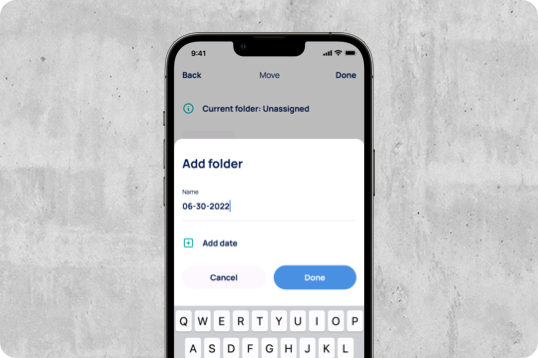 9:41
Back Move Done
Current folder: Unassigned
Add folder
Name
06-30-2022
Add date
Cancel Done
Q W E R T Y U I O P
A S D F G H J K L